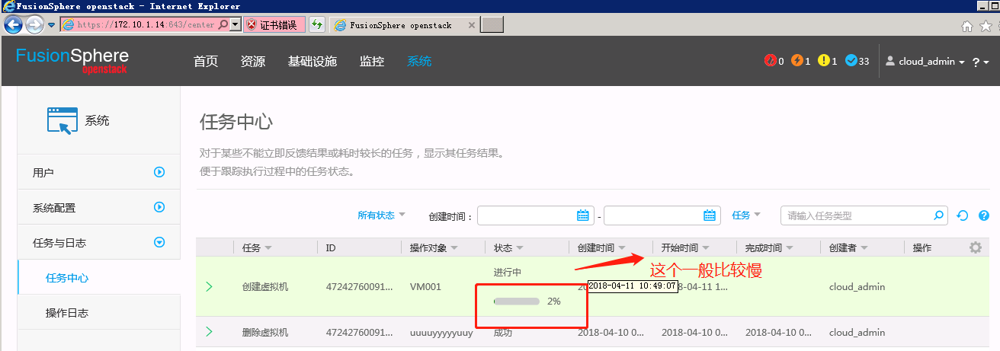 FusionSphere openstack - Internet Explorer
https://172.10.1.14:643/center
证书错误
FusionSphere openstack
FusionSphere
openstack
首页 资源 基础设施 监控 系统
0 1 1 33 cloud_admin ?
系统
用户
系统配置
任务与日志
任务中心
操作日志
任务中心
对于某些不能立即反馈结果或耗时较长的任务，显示其任务结果。
便于跟踪执行过程中的任务状态。
所有状态 创建时间： - 任务 请输入任务类型
任务 ID 操作对象 状态 创建时间 开始时间 完成时间 创建者 操作
这个一般比较慢
进行中
创建虚拟机 47242760091... VM001 2018-04-11 10:49:07 cloud_admin
2%
删除虚拟机 47242760091... uuuuyyyyyuuy 成功 2018-04-10 0... 2018-04-10 0... 2018-04-10 0... cloud_admin